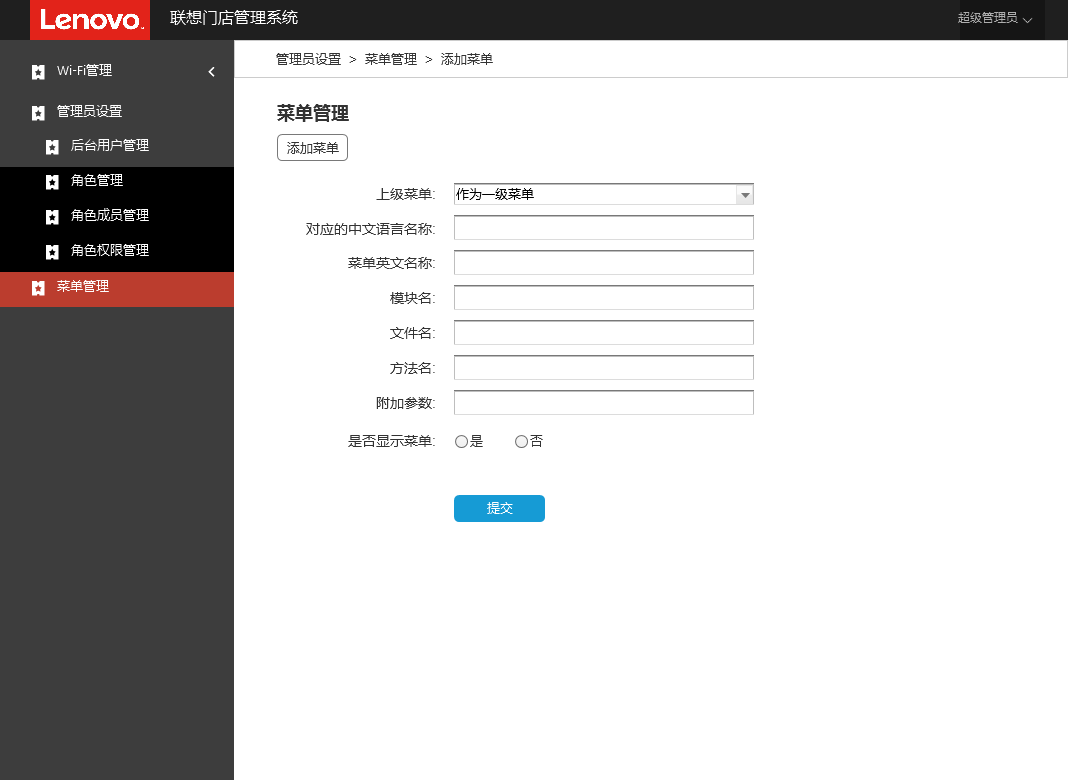 Lenovo 联想门店管理系统 超级管理员
Wi-Fi管理
管理员设置
后台用户管理
角色管理
角色成员管理
角色权限管理
菜单管理
管理员设置 > 菜单管理 > 添加菜单
菜单管理
添加菜单
上级菜单: 作为一级菜单
对应的中文语言名称:
菜单英文名称:
模块名:
文件名:
方法名:
附加参数:
是否显示菜单: 是 否
提交